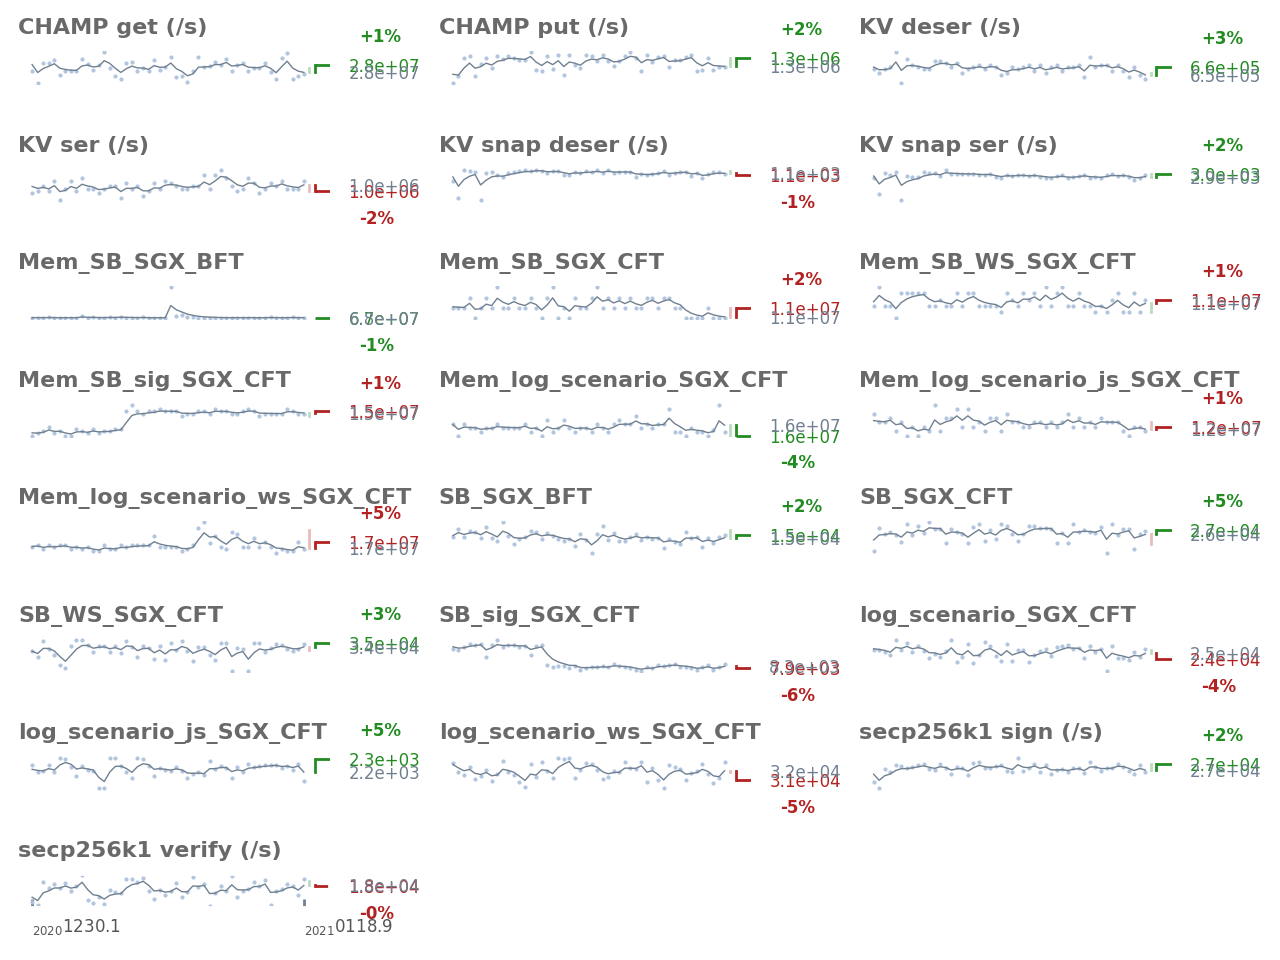 CHAMP get (/s)
+1%
2.8e+07
2.8e+07
CHAMP put (/s)
+2%
1.3e+06
1.3e+06
KV deser (/s)
+3%
6.6e+05
6.5e+05
KV ser (/s)
1.0e+06
1.0e+06
-2%
KV snap deser (/s)
1.1e+03
1.1e+03
-1%
KV snap ser (/s)
+2%
3.0e+03
2.9e+03
Mem_SB_SGX_BFT
-1%
Mem_SB_SGX_CFT
+2%
1.1e+07
1.1e+07
Mem_SB_WS_SGX_CFT
+1%
1.1e+07
1.1e+07
Mem_SB_sig_SGX_CFT
+1%
1.5e+07
1.5e+07
Mem_log_scenario_SGX_CFT
1.6e+07
1.6e+07
-4%
Mem_log_scenario_js_SGX_CFT
+1%
1.2e+07
1.2e+07
Mem_log_scenario_ws_SGX_CFT
+5%
1.7e+07
1.7e+07
SB_SGX_BFT
+2%
1.5e+04
1.5e+04
SB_SGX_CFT
+5%
2.7e+04
2.6e+04
SB_WS_SGX_CFT
+3%
3.5e+04
3.4e+04
SB_sig_SGX_CFT
7.9e+03
-6%
log_scenario_SGX_CFT
2.5e+04
2.4e+04
-4%
log_scenario_js_SGX_CFT
+5%
2.3e+03
2.2e+03
log_scenario_ws_SGX_CFT
3.2e+04
3.1e+04
-5%
secp256k1 sign (/s)
+2%
2.7e+04
2.7e+04
secp256k1 verify (/s)
1.8e+04
1.8e+04
-0%
2020 1230.1
2021 0118.9